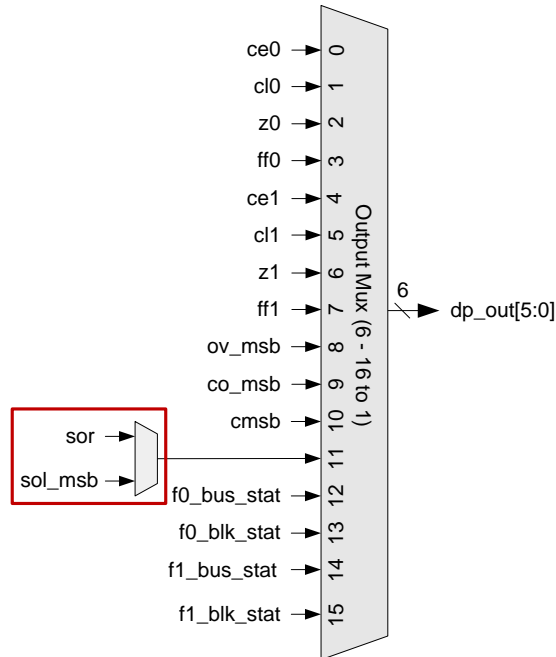 ce0 0
cl0 1
z0 2
ff0 3
ce1 4
cl1 5
z1 6
ff1 7
ov_msb 8
co_msb 9
cmsb 10
sor
sol_msb
11
f0_bus_stat 12
f0_blk_stat 13
f1_bus_stat 14
f1_blk_stat 15
Output Mux (6 - 16 to 1)
6
dp_out[5:0]